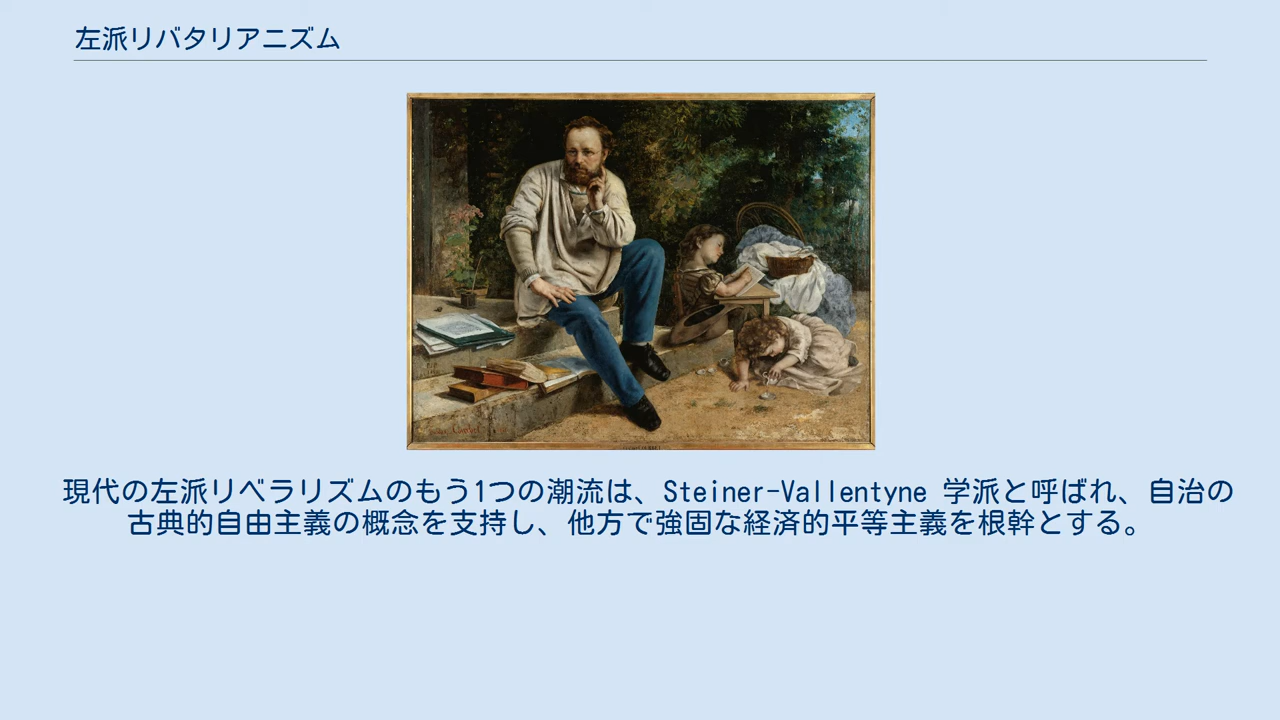 左派リバタリアニズム
現代の左派リベラリズムのもう1つの潮流は、Steiner-Vallentyne 学派と呼ばれ、自治の
古典的自由主義の概念を支持し、他方で強固な経済的平等主義を根幹とする。